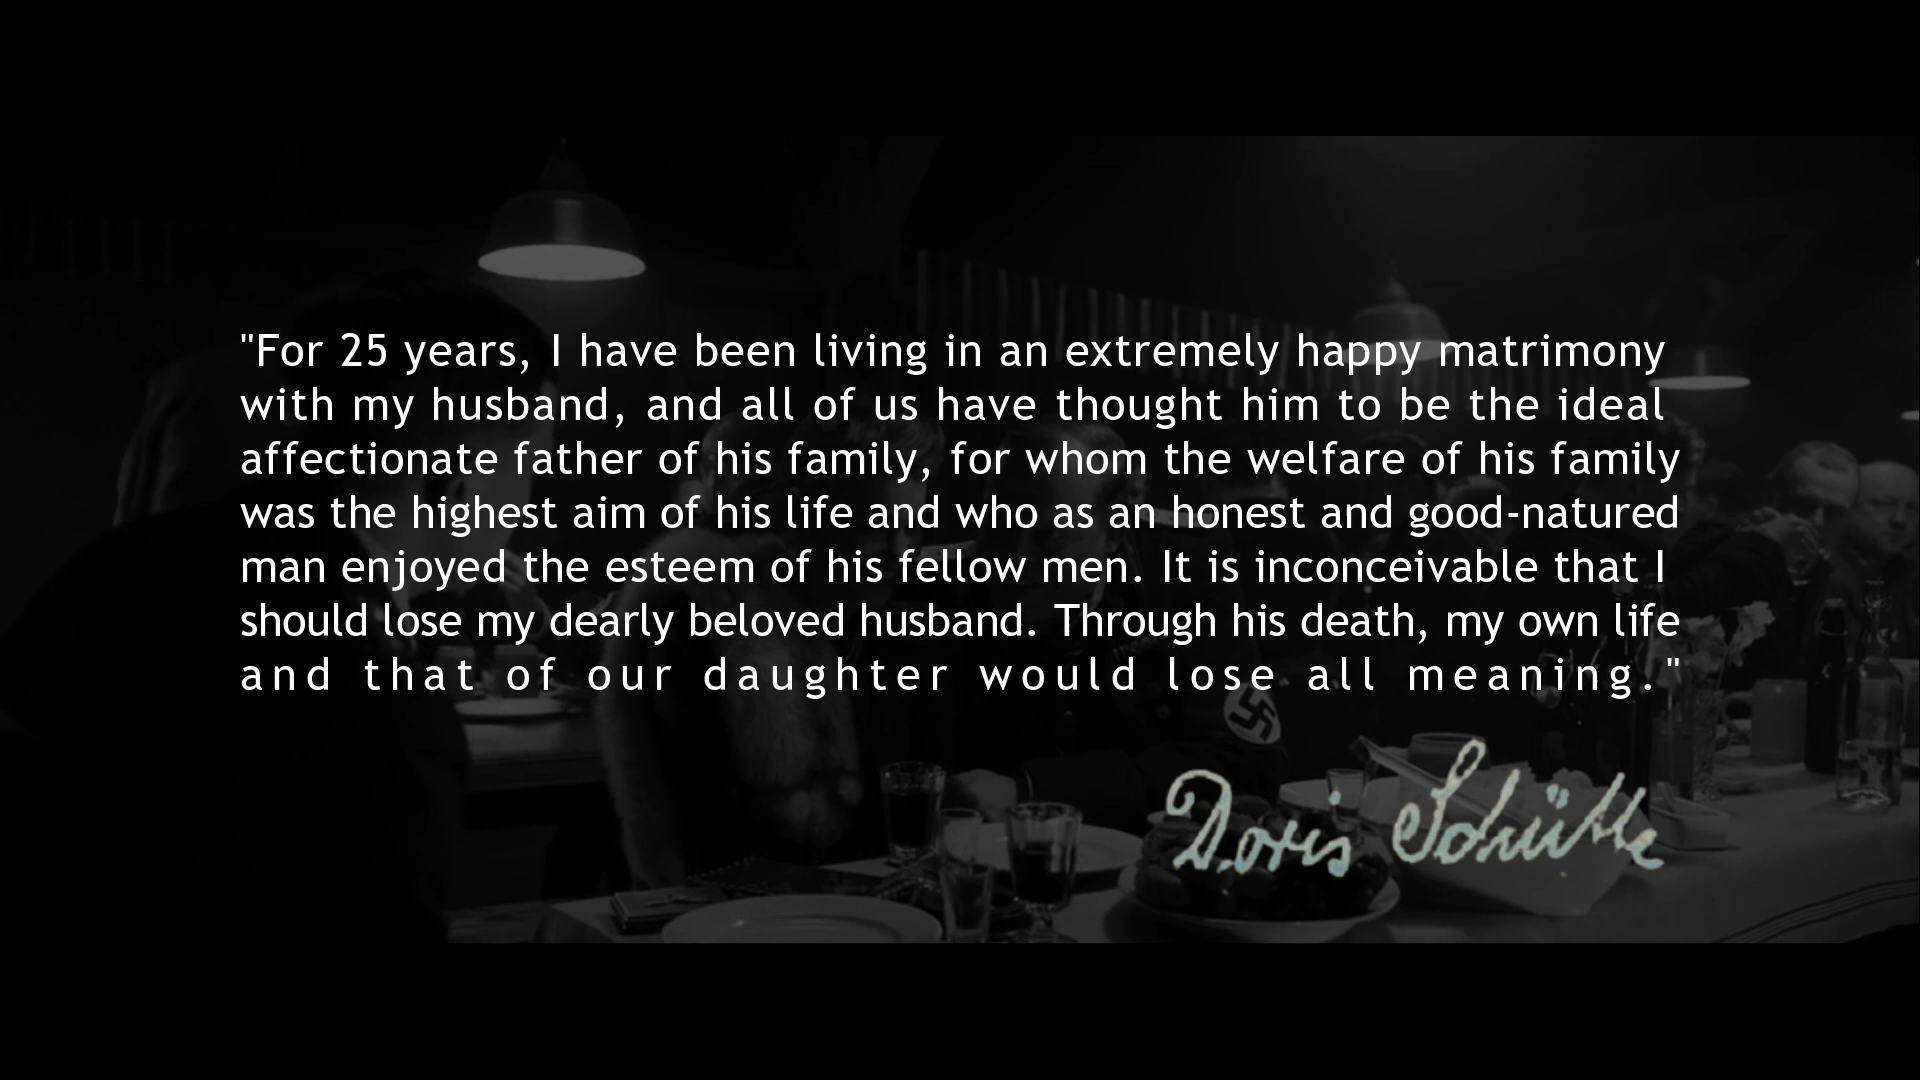 "For 25 years, I have been living in an extremely happy matrimony
with my husband, and all of us have thought him to be the ideal
affectionate father of his family, for whom the welfare of his family
was the highest aim of his life and who as an honest and good-natured
man enjoyed the esteem of his fellow men. It is inconceivable that I
should lose my dearly beloved husband. Through his death, my own life
and that of our daughter would lose all meaning."
Doris Schütte